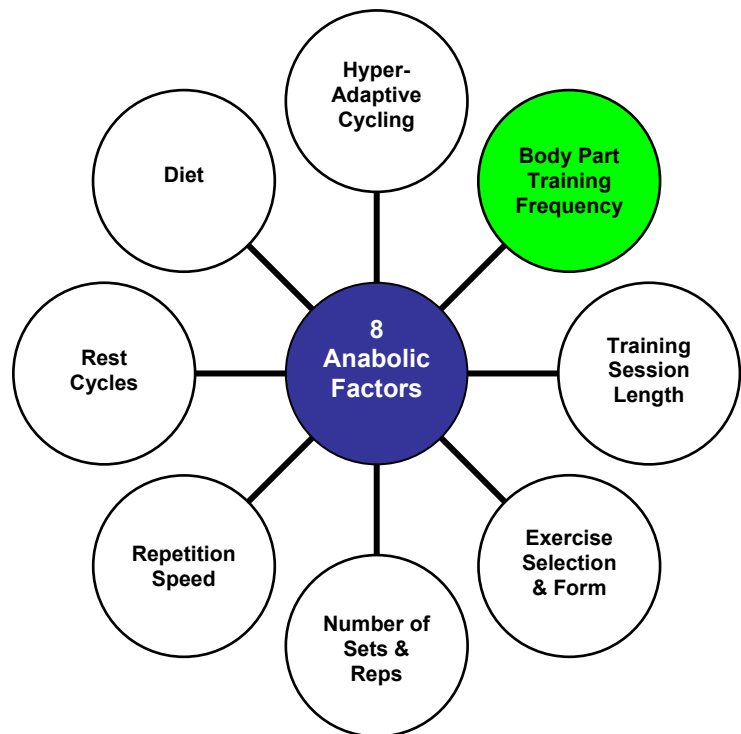 Hyper-
Adaptive
Cycling
Body Part
Training
Frequency
Diet
8
Anabolic
Factors
Training
Session
Length
Rest
Cycles
Exercise
Selection
& Form
Repetition
Speed
Number of
Sets &
Reps